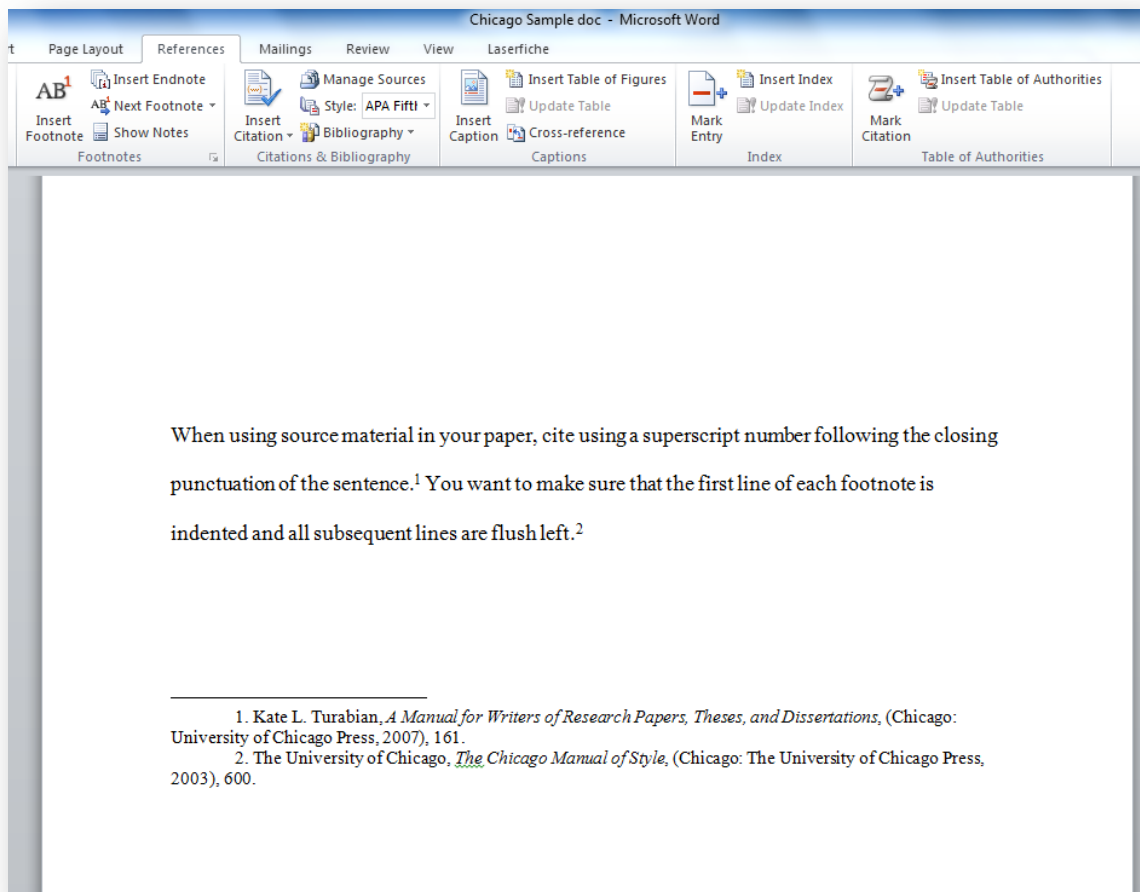 Chicago Sample doc - Microsoft Word
t Page Layout References Mailings Review View Laserfiche
AB1 Insert Endnote Manage Sources Insert Table of Figures Insert Index Insert Table of Authorities
AB1 Next Footnote Style: APA Fift Update Table Update Index Update Table
Insert Footnote Show Notes Insert Citation Bibliography Insert Caption Cross-reference Mark Entry Mark Citation
Footnotes Citations & Bibliography Captions Index Table of Authorities
When using source material in your paper, cite using a superscript number following the closing
punctuation of the sentence.1 You want to make sure that the first line of each footnote is
indented and all subsequent lines are flush left.2
1. Kate L. Turabian, A Manual for Writers of Research Papers, Theses, and Dissertations, (Chicago:
University of Chicago Press, 2007), 161.
2. The University of Chicago, The Chicago Manual of Style, (Chicago: The University of Chicago Press,
2003), 600.